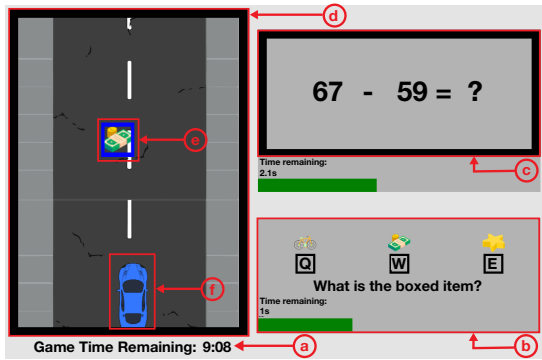 d
e
f
Game Time Remaining: 9:08
a
67 - 59 = ?
c
Time remaining:
2.1s
Q W E
What is the boxed item?
Time remaining:
1s
b